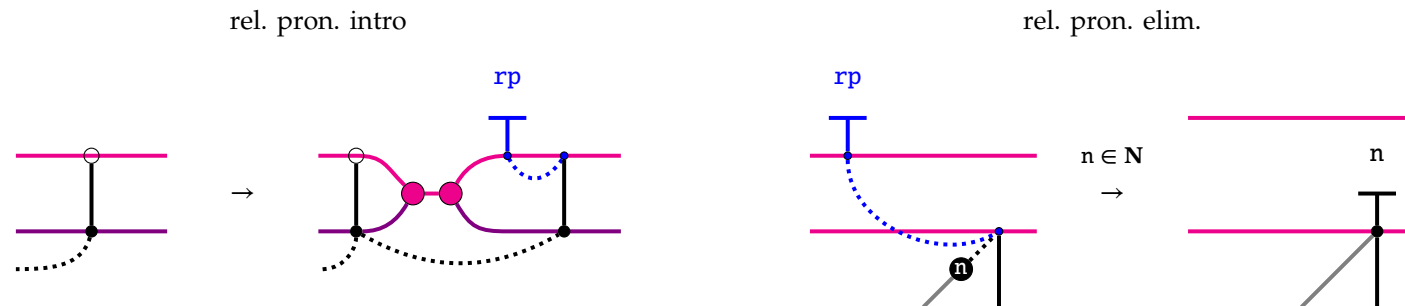 rel. pron. intro
rel. pron. elim.
rp
rp
n ∈ N
n
→
→
n